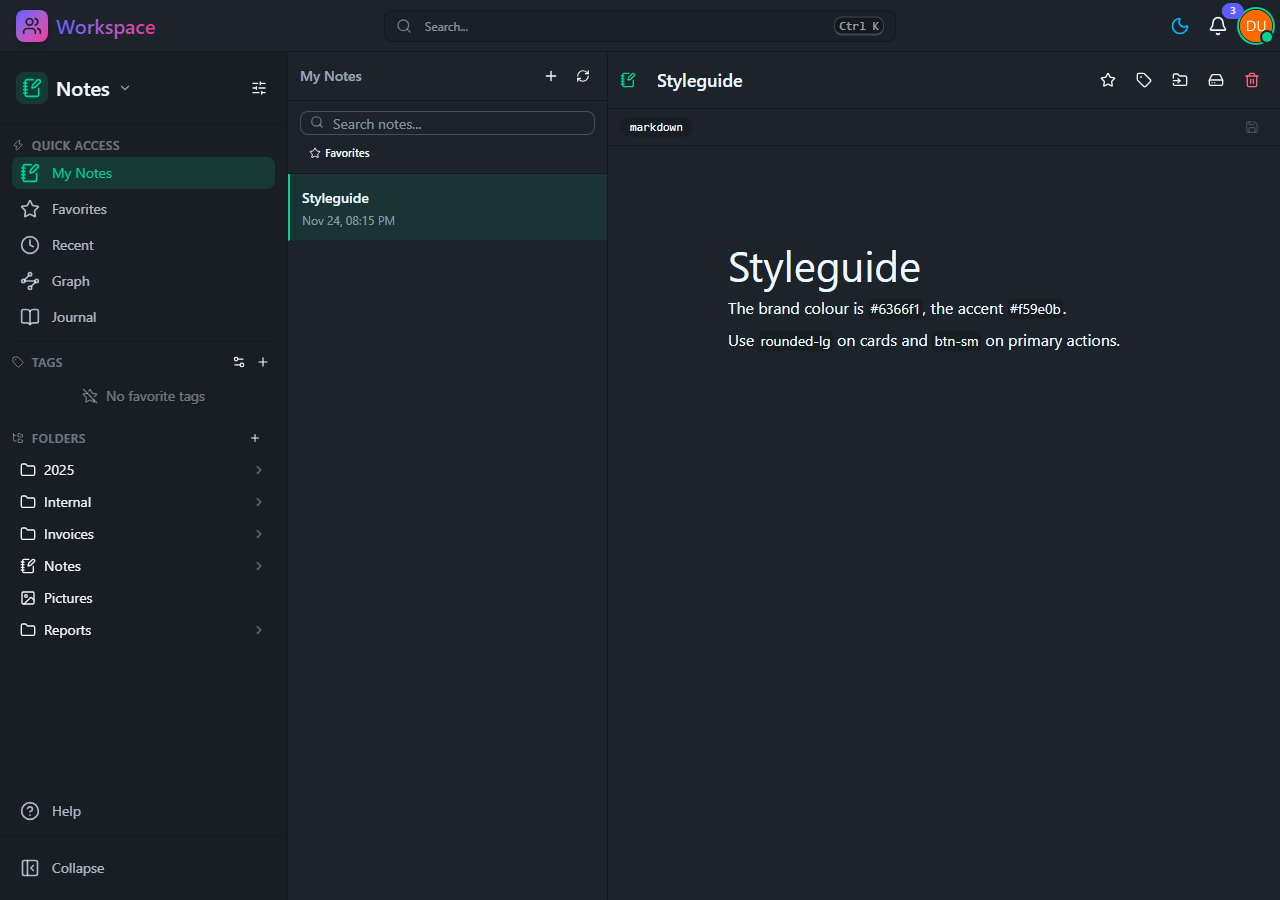 Workspace
Search...
Ctrl K
3
DU
Notes
QUICK ACCESS
My Notes
Favorites
Recent
Graph
Journal
TAGS
No favorite tags
FOLDERS
2025
Internal
Invoices
Notes
Pictures
Reports
Help
Collapse
My Notes
Search notes...
Favorites
Styleguide
Nov 24, 08:15 PM
Styleguide
markdown
Styleguide
The brand colour is #6366f1, the accent #f59e0b.
Use rounded-lg on cards and btn-sm on primary actions.